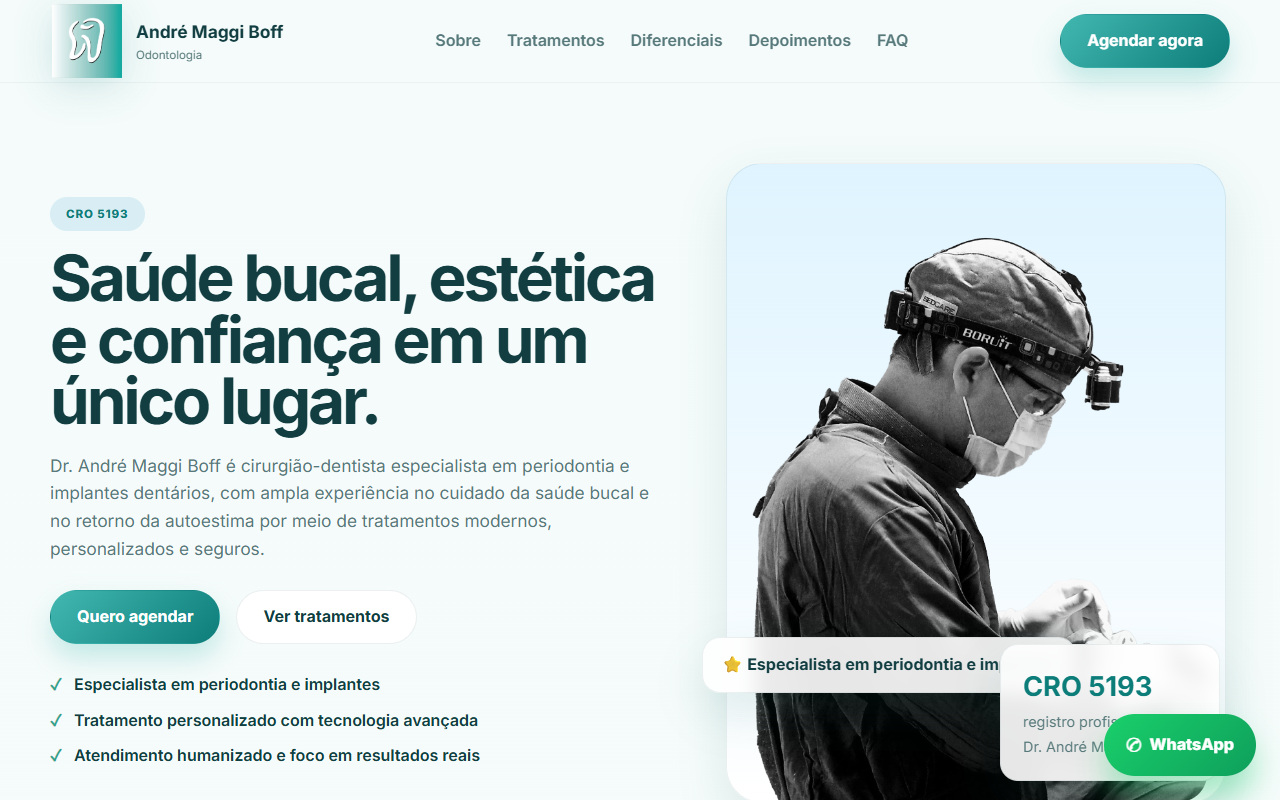 André Maggi Boff
Odontologia
Sobre
Tratamentos
Diferenciais
Depoimentos
FAQ
Agendar agora
CRO 5193
Saúde bucal, estética
e confiança em um
único lugar.
Dr. André Maggi Boff é cirurgião-dentista especialista em periodontia e
implantes dentários, com ampla experiência no cuidado da saúde bucal e
no retorno da autoestima por meio de tratamentos modernos,
personalizados e seguros.
Quero agendar
Ver tratamentos
✓ Especialista em periodontia e implantes
✓ Tratamento personalizado com tecnologia avançada
✓ Atendimento humanizado e foco em resultados reais
BORUIT
⭐ Especialista em periodontia e im
CRO 5193
registro profis
Dr. André M
WhatsApp